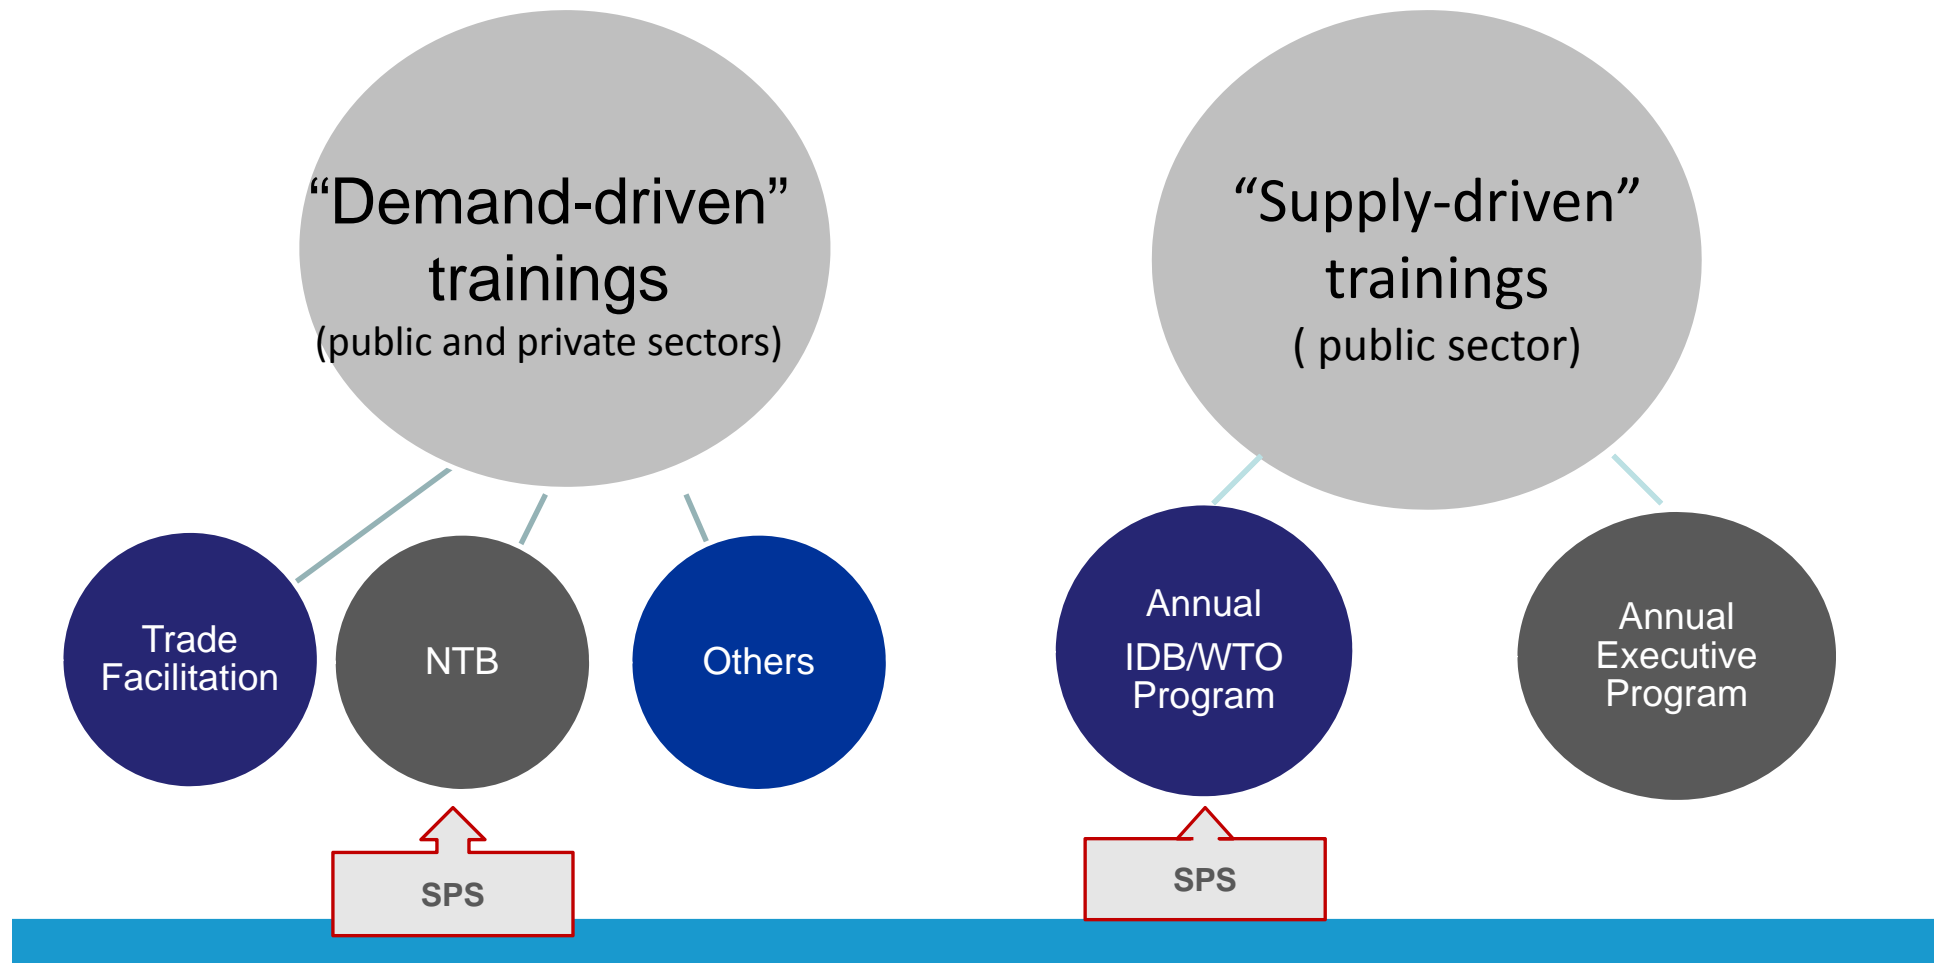 “Demand-driven”
trainings
(public and private sectors)
“Supply-driven”
trainings
( public sector)
Trade
Facilitation
NTB
Others
Annual
IDB/WTO
Program
Annual
Executive
Program
SPS
SPS